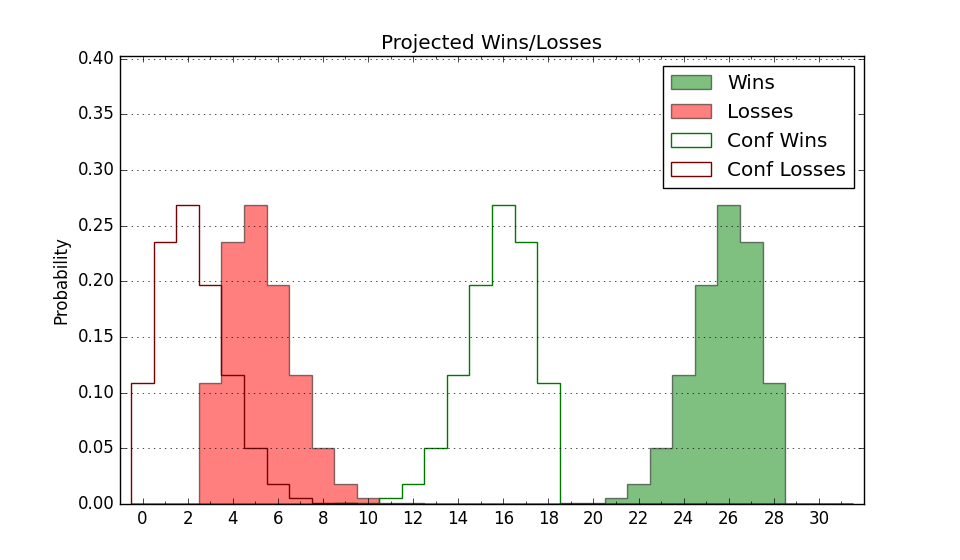 Projected Wins/Losses
0.40
0.35
0.30
0.25
0.20
0.15
0.10
0.05
0.00
Probability
Wins
Losses
Conf Wins
Conf Losses
0 2 4 6 8 10 12 14 16 18 20 22 24 26 28 30